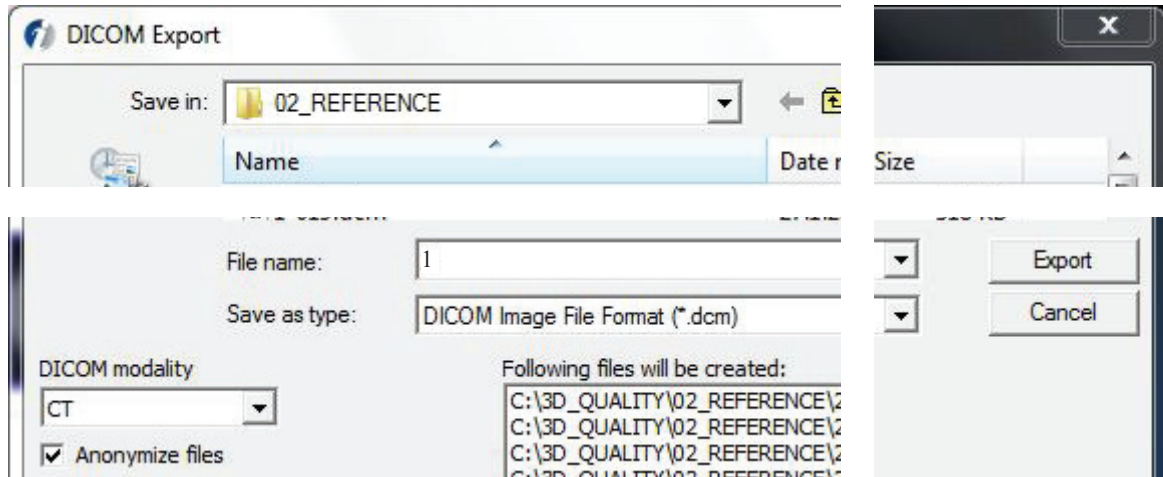 DICOM Export
X
Save in: 02_REFERENCE
Name Date Size
File name: 1 Export
Save as type: DICOM Image File Format (*.dcm) Cancel
DICOM modality Following files will be created:
CT C:\3D_QUALITY\02_REFERENCE\2
C:\3D_QUALITY\02_REFERENCE\2
Anonymize files C:\3D_QUALITY\02_REFERENCE\2